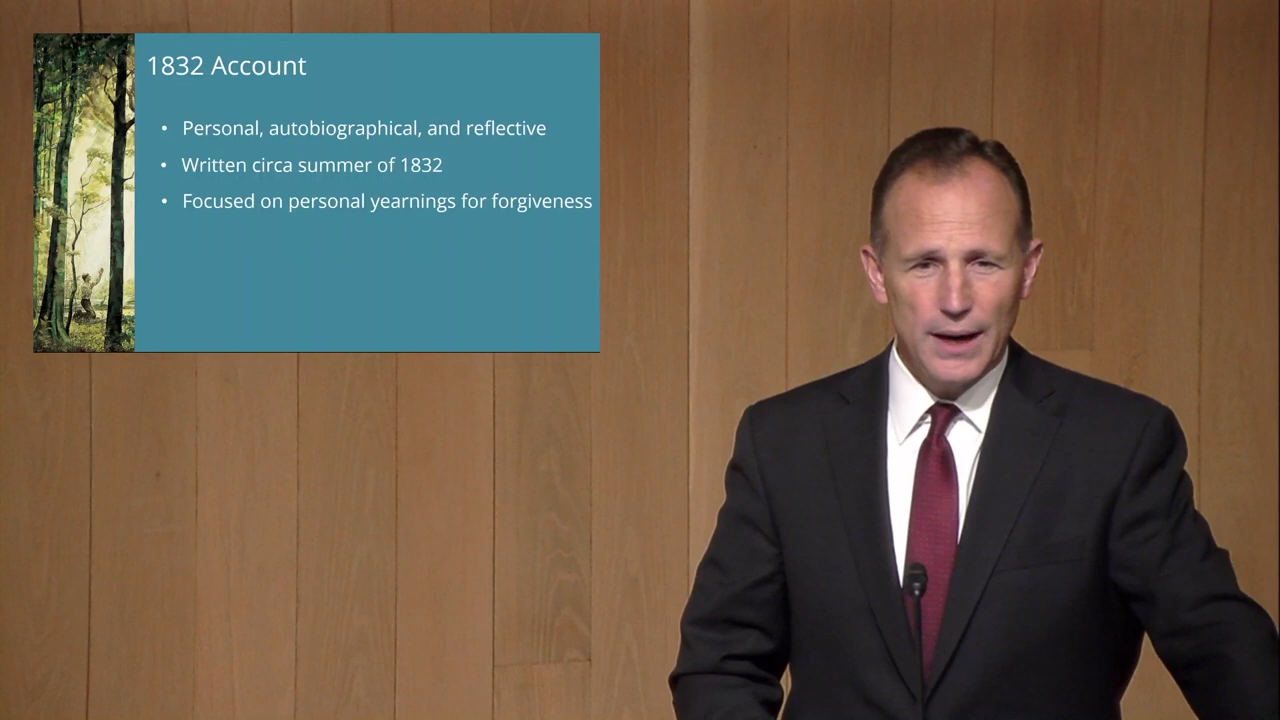 1832 Account
• Personal, autobiographical, and reflective
• Written circa summer of 1832
• Focused on personal yearnings for forgiveness